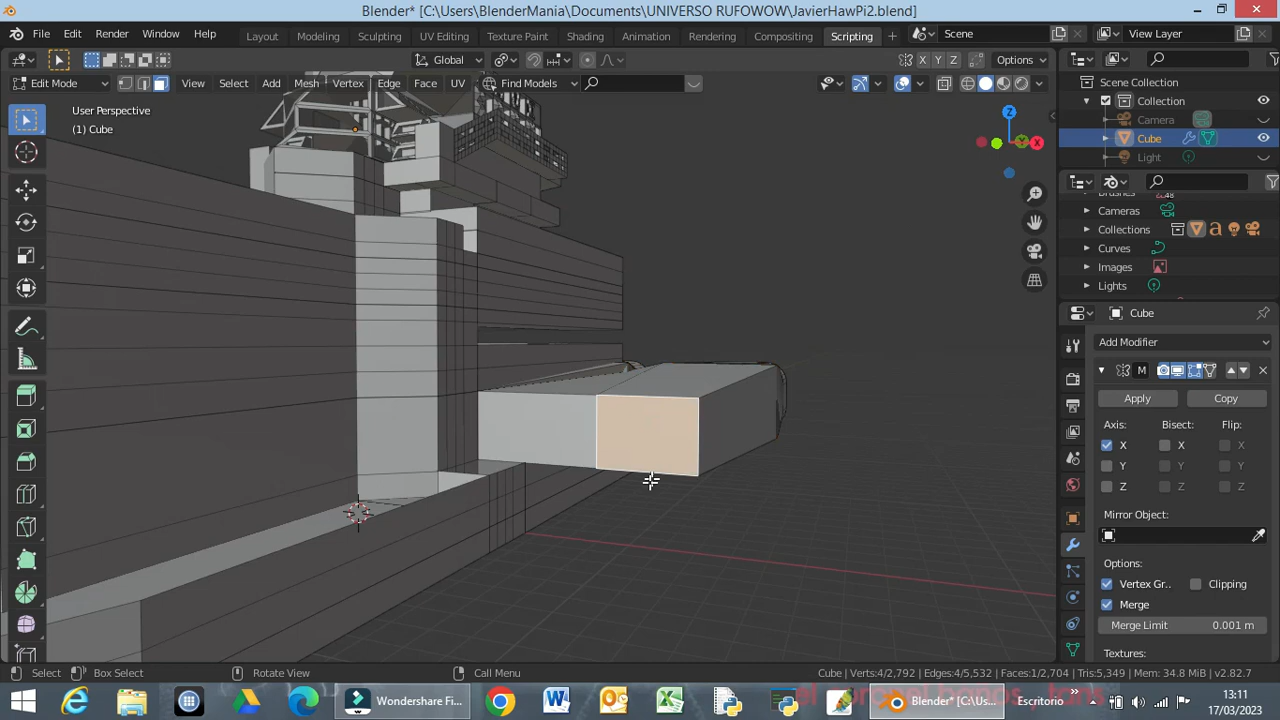 Blender* [C:\Users\BlenderMania\Documents\UNIVERSO RUFOWOW\JavierHawPi2.blend]
File Edit Render Window Help Layout Modeling Sculpting UV Editing Texture Paint Shading Animation Rendering Compositing Scripting Scene View Layer
Global X Y Z Options
Edit Mode View Select Add Mesh Vertex Edge Face UV Find Models
User Perspective
(1) Cube
Z
X
Scene Collection
Collection
Camera
Cube
Light
Brushes
Cameras
Collections
Curves
Images
Lights
Cube
Add Modifier
M
Apply Copy
Axis: Bisect: Flip:
X X X
Y Y Y
Z Z Z
Mirror Object:
Options:
Vertex Gr.. Clipping
Merge
Merge Limit 0.001 m
Textures:
Select Box Select Rotate View Call Menu Cube | Verts:4/2,792 | Edges:4/5,532 | Faces:1/2,704 | Tris:5,349 | Mem: 34.8 MiB | v2.82.7
Wondershare Fi... Blender* [C:\Us... Escritorio
13:11
17/03/2023